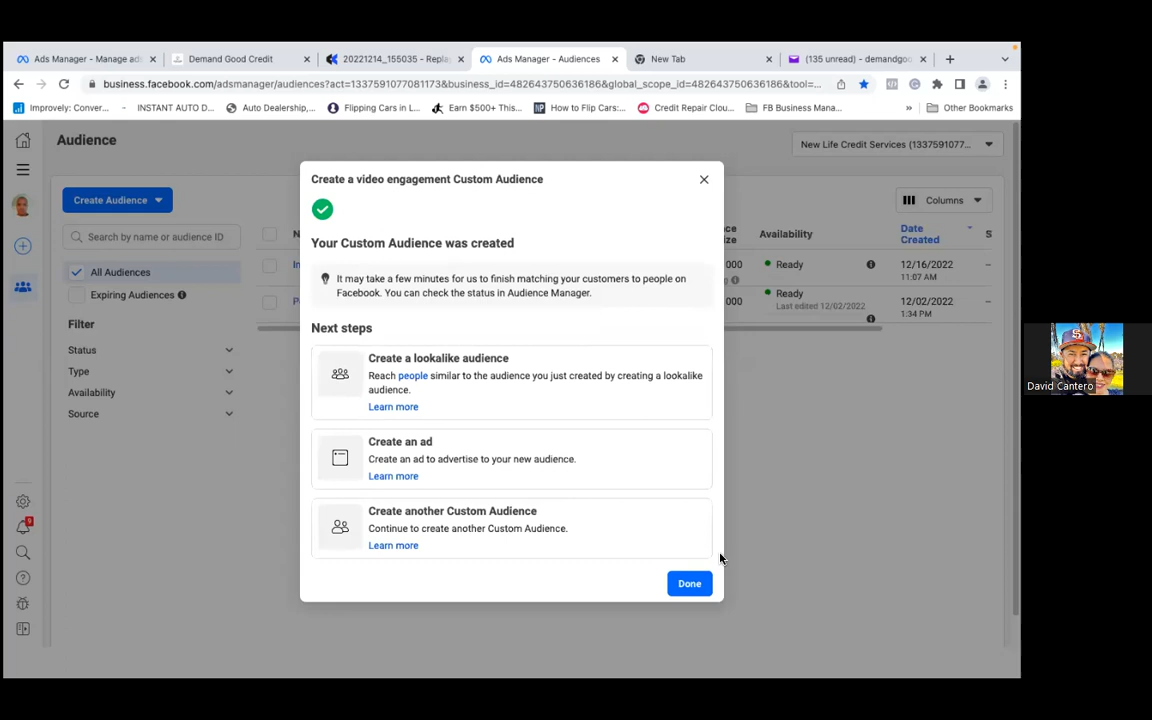 Ads Manager - Manage ad
Demand Good Credit
20221214_155035 - Repla
Ads Manager - Audiences
New Tab
(135 unread) - demandgo
business.facebook.com/adsmanager/audiences?act=1337591077081173&business_id=482643750636186&global_scope_id=482643750636186&tool=...
Improvely: Conver...
INSTANT AUTO D...
Auto Dealership,...
Flipping Cars in L...
Earn $500+ This...
How to Flip Cars:...
Credit Repair Clou...
FB Business Mana...
Other Bookmarks
Audience
New Life Credit Services (1337591077...
Create Audience
Columns
Search by name or audience ID
Availability
Date
Created
S
All Audiences
000
Ready
12/16/2022
11:07 AM
–
Expiring Audiences
000
Ready
Last edited 12/02/2022
12/02/2022
1:34 PM
–
Filter
Status
Type
Availability
Source
9
Create a video engagement Custom Audience
Your Custom Audience was created
It may take a few minutes for us to finish matching your customers to people on
Facebook. You can check the status in Audience Manager.
Next steps
Create a lookalike audience
Reach people similar to the audience you just created by creating a lookalike
audience.
Learn more
Create an ad
Create an ad to advertise to your new audience.
Learn more
Create another Custom Audience
Continue to create another Custom Audience.
Learn more
Done
David Cantero